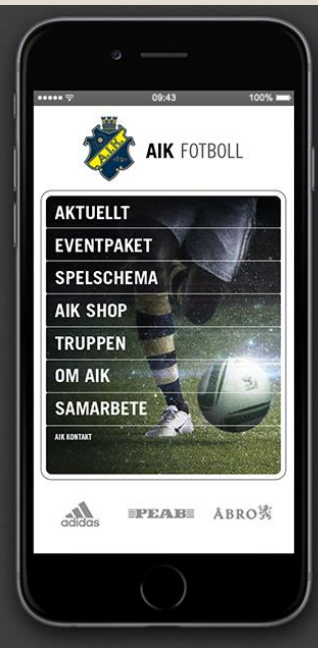 09:43
100%
A.I.K.
AIK FOTBOLL
AKTUELLT
EVENTPAKET
SPELSCHEMA
AIK SHOP
TRUPPEN
OM AIK
SAMARBETE
AIK KONTAKT
adidas
PEAB
ÅBRO